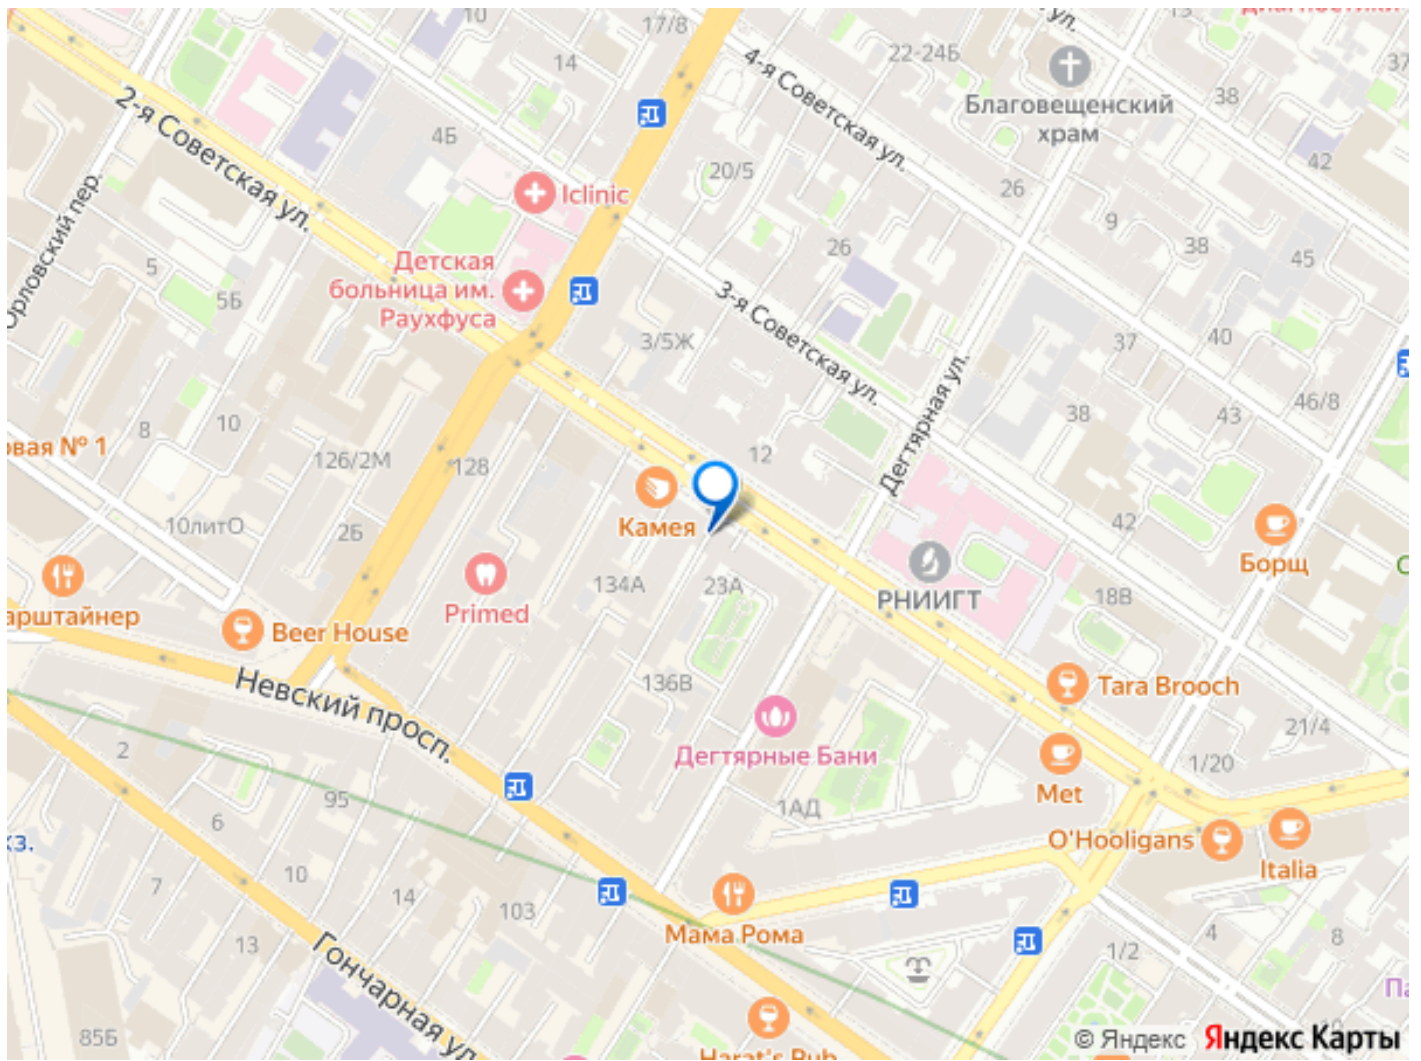 10
17/8
14
22-24Б
ул.
4-я Советская ул.
Благовещенский
храм
38
42
2-я Советская ул.
4Б
20/5
26
9
38
45
Iclinic
Детская
больница им.
Раухфуса
5
5Б
26
3-я Советская ул.
3/5Ж
37
40
46/8
43
38
Дегтярная ул.
10
8
126/2М
128
12
42
10литО
2Б
Камея
Борщ
134А
23А
РНИИГТ
18В
Primed
Beer House
Невский просп.
136В
Tara Brooch
21/4
Дегтярные Бани
1/20
2
95
Met
1АД
6
O'Hooligans
Italia
10
7
14
103
Мама Рома
13
4
8
1/2
Гончарная ул.
85Б
Harat's Pub
© Яндекс Яндекс Карты